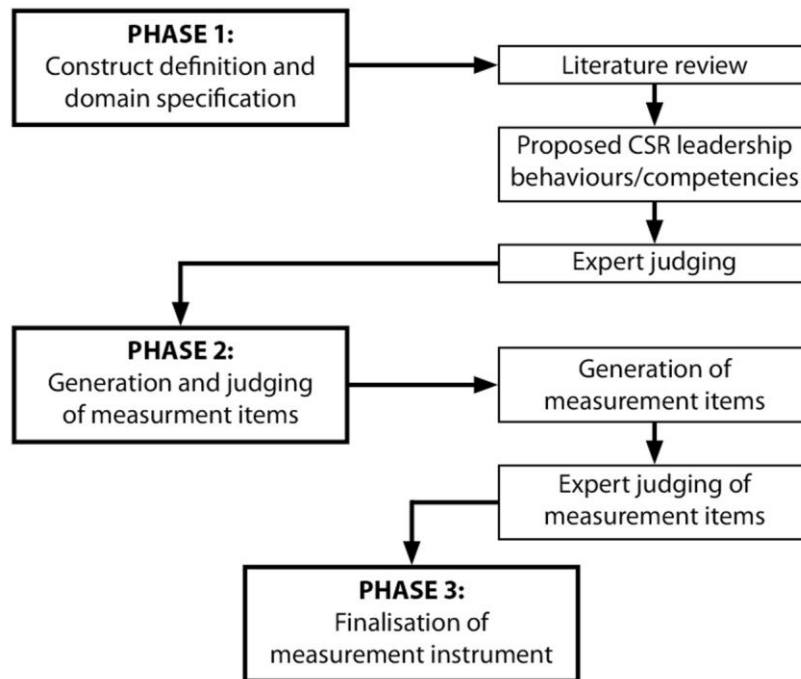 PHASE 1:
Construct definition and
domain specification
Literature review
Proposed CSR leadership
behaviours/competencies
Expert judging
PHASE 2:
Generation and judging
of measurment items
Generation of
measurement items
Expert judging of
measurement items
PHASE 3:
Finalisation of
measurement instrument